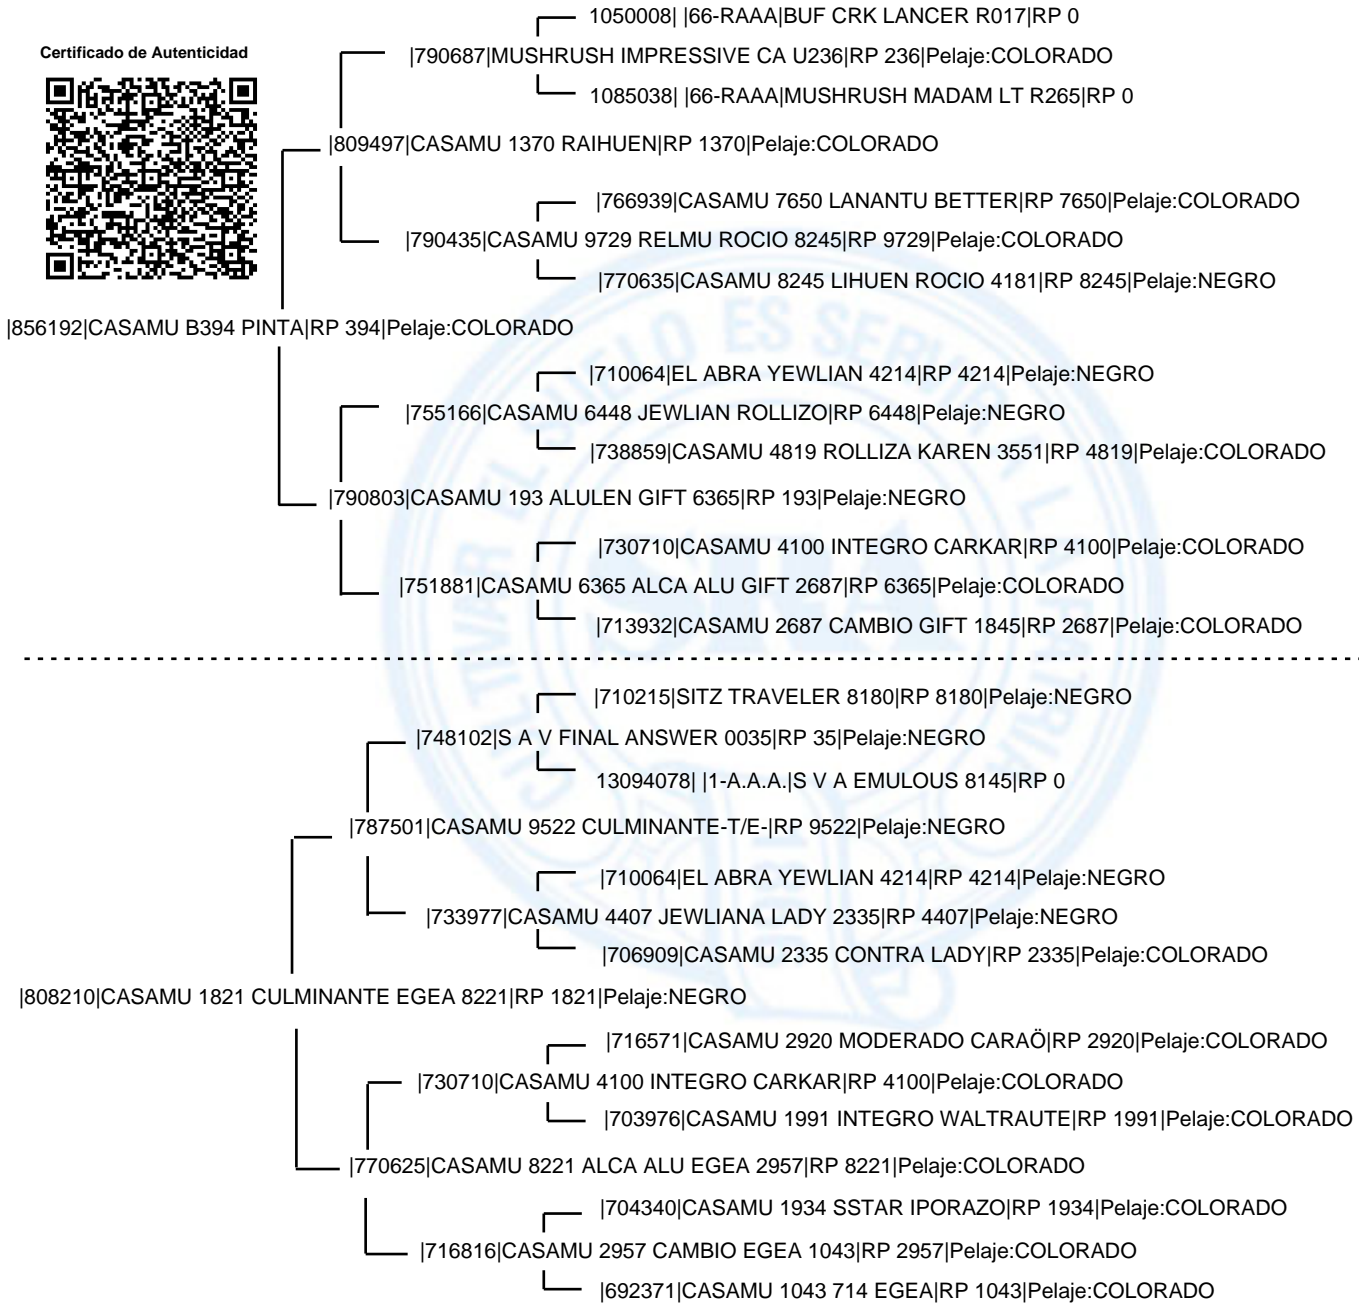 1050008| |66-RAAA|BUF CRK LANCER R017|RP 0
Certificado de Autenticidad
|790687|MUSHRUSH IMPRESSIVE CA U236|RP 236|Pelaje:COLORADO
1085038| |66-RAAA|MUSHRUSH MADAM LT R265|RP 0
|809497|CASAMU 1370 RAIHUEN|RP 1370|Pelaje:COLORADO
|766939|CASAMU 7650 LANANTU BETTER|RP 7650|Pelaje:COLORADO
|790435|CASAMU 9729 RELMU ROCIO 8245|RP 9729|Pelaje:COLORADO
|770635|CASAMU 8245 LIHUEN ROCIO 4181|RP 8245|Pelaje:NEGRO
|856192|CASAMU B394 PINTA|RP 394|Pelaje:COLORADO
|710064|EL ABRA YEWLIAN 4214|RP 4214|Pelaje:NEGRO
|755166|CASAMU 6448 JEWLIAN ROLLIZO|RP 6448|Pelaje:NEGRO
|738859|CASAMU 4819 ROLLIZA KAREN 3551|RP 4819|Pelaje:COLORADO
|790803|CASAMU 193 ALULEN GIFT 6365|RP 193|Pelaje:NEGRO
|730710|CASAMU 4100 INTEGRO CARKAR|RP 4100|Pelaje:COLORADO
|751881|CASAMU 6365 ALCA ALU GIFT 2687|RP 6365|Pelaje:COLORADO
|713932|CASAMU 2687 CAMBIO GIFT 1845|RP 2687|Pelaje:COLORADO
|710215|SITZ TRAVELER 8180|RP 8180|Pelaje:NEGRO
|748102|S A V FINAL ANSWER 0035|RP 35|Pelaje:NEGRO
13094078| |1-A.A.A.|S V A EMULOUS 8145|RP 0
|787501|CASAMU 9522 CULMINANTE-T/E-|RP 9522|Pelaje:NEGRO
|710064|EL ABRA YEWLIAN 4214|RP 4214|Pelaje:NEGRO
|733977|CASAMU 4407 JEWLIANA LADY 2335|RP 4407|Pelaje:NEGRO
|706909|CASAMU 2335 CONTRA LADY|RP 2335|Pelaje:COLORADO
|808210|CASAMU 1821 CULMINANTE EGEA 8221|RP 1821|Pelaje:NEGRO
|716571|CASAMU 2920 MODERADO CARAÖ|RP 2920|Pelaje:COLORADO
|730710|CASAMU 4100 INTEGRO CARKAR|RP 4100|Pelaje:COLORADO
|703976|CASAMU 1991 INTEGRO WALTRAUTE|RP 1991|Pelaje:COLORADO
|770625|CASAMU 8221 ALCA ALU EGEA 2957|RP 8221|Pelaje:COLORADO
|704340|CASAMU 1934 SSTAR IPORAZO|RP 1934|Pelaje:COLORADO
|716816|CASAMU 2957 CAMBIO EGEA 1043|RP 2957|Pelaje:COLORADO
|692371|CASAMU 1043 714 EGEA|RP 1043|Pelaje:COLORADO
CULTIVAR EL SUELO ES SERVIR A LA PATRIA
SRA
1866